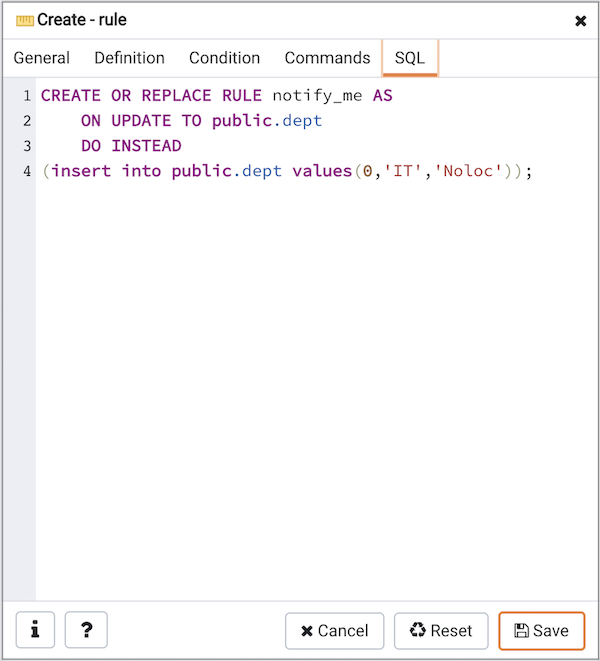 Create - rule
General Definition Condition Commands SQL
1 CREATE OR REPLACE RULE notify_me AS
2 ON UPDATE TO public.dept
3 DO INSTEAD
4 (insert into public.dept values(0,'IT','Noloc'));
i ? Cancel Reset Save